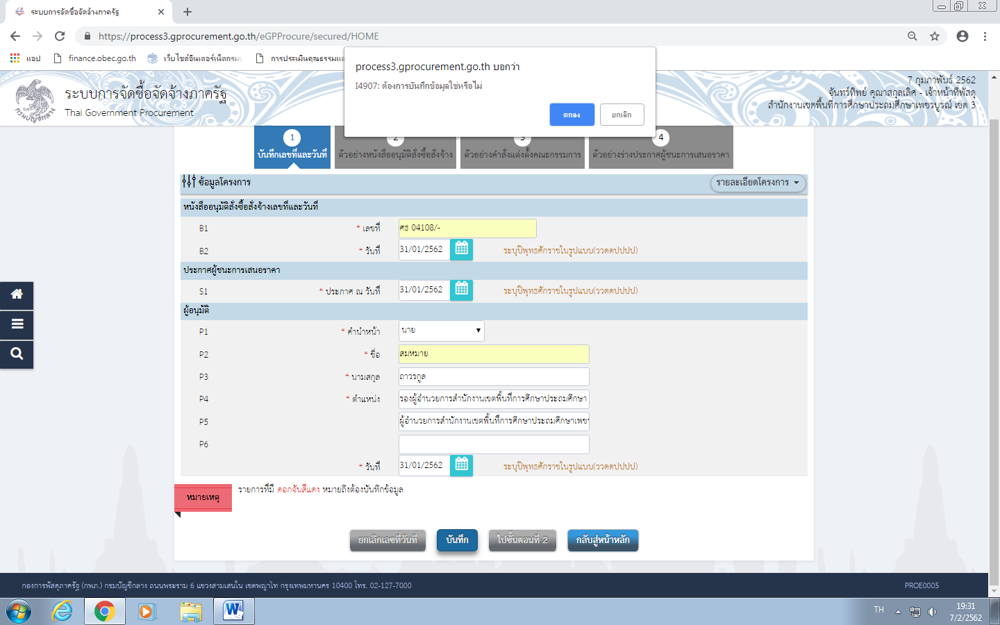 ระบบการจัดซื้อจัดจ้างภาครัฐ
https://process3.gprocurement.go.th/eGPProcure/secured/HOME
แอป finance.obec.go.th เว็บไซต์อินเตอร์เน็ตกรมบ การประเมินคุณธรรมแล
process3.gprocurement.go.th บอกว่า
I4907: ต้องการบันทึกข้อมูลใช่หรือไม่
ตกลง ยกเลิก
ระบบการจัดซื้อจัดจ้างภาครัฐ
Thai Government Procurement
กรมบัญชีกลาง
7 กุมภาพันธ์ 2562
จันทร์ทิพย์ คุณาสกุลเลิศ - เจ้าหน้าที่พัสดุ
สำนักงานเขตพื้นที่การศึกษาประถมศึกษาเพชรบูรณ์ เขต 3
1 2 3 4
บันทึกเลขที่และวันที่ ตัวอย่างหนังสืออนุมัติสั่งซื้อสั่งจ้าง ตัวอย่างคำสั่งแต่งตั้งคณะกรรมการ ตัวอย่างร่างประกาศผู้ชนะการเสนอราคา
ข้อมูลโครงการ รายละเอียดโครงการ
หนังสืออนุมัติสั่งซื้อสั่งจ้างเลขที่และวันที่
B1 * เลขที่ ศธ 04108/-
B2 * วันที่ 31/01/2562 ระบุปีพุทธศักราชในรูปแบบ(ววดดปปปป)
ประกาศผู้ชนะการเสนอราคา
S1 * ประกาศ ณ วันที่ 31/01/2562 ระบุปีพุทธศักราชในรูปแบบ(ววดดปปปป)
ผู้อนุมัติ
P1 * คำนำหน้า นาย
P2 * ชื่อ สมหมาย
P3 * นามสกุล ถาวรกูล
P4 * ตำแหน่ง รองผู้อำนวยการสำนักงานเขตพื้นที่การศึกษาประถมศึกษา
P5 ผู้อำนวยการสำนักงานเขตพื้นที่การศึกษาประถมศึกษาเพชร
P6
* วันที่ 31/01/2562 ระบุปีพุทธศักราชในรูปแบบ(ววดดปปปป)
หมายเหตุ รายการที่มี ดอกจันสีแดง หมายถึงต้องบันทึกข้อมูล
ยกเลิกเลขที่วันที่ บันทึก ไปขั้นตอนที่ 2 กลับสู่หน้าหลัก
กองการพัสดุภาครัฐ (กพภ.) กรมบัญชีกลาง ถนนพระราม 6 แขวงสามเสนใน เขตพญาไท กรุงเทพมหานคร 10400 โทร. 02-127-7000 PROE0005
TH 19:31
7/2/2562